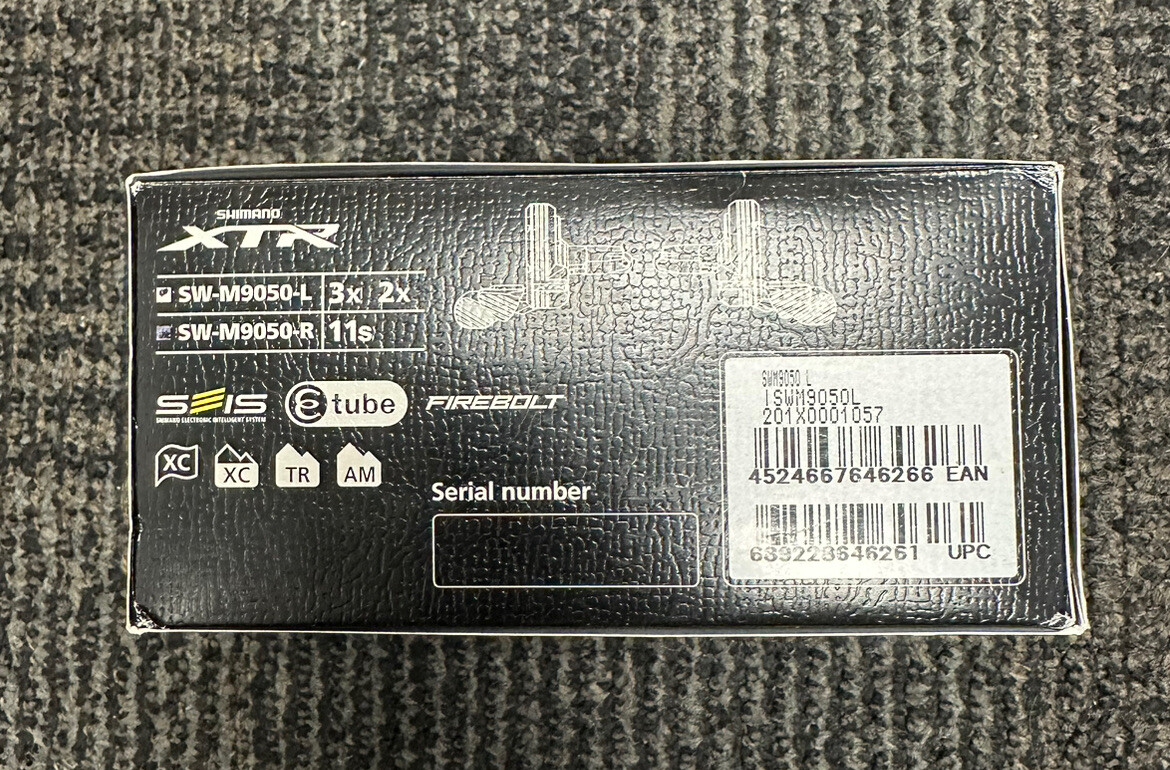 SHIMANO
XTR
SW-M9050-L 3x 2x
SW-M9050-R 11s
SEIS
SHIMANO ELECTRONIC INTELLIGENT SYSTEM
e tube
FIREBOLT
XC XC TR AM
Serial number
SWM9050 L
ISWM9050L
201X0001057
4524667646266 EAN
689228646261 UPC